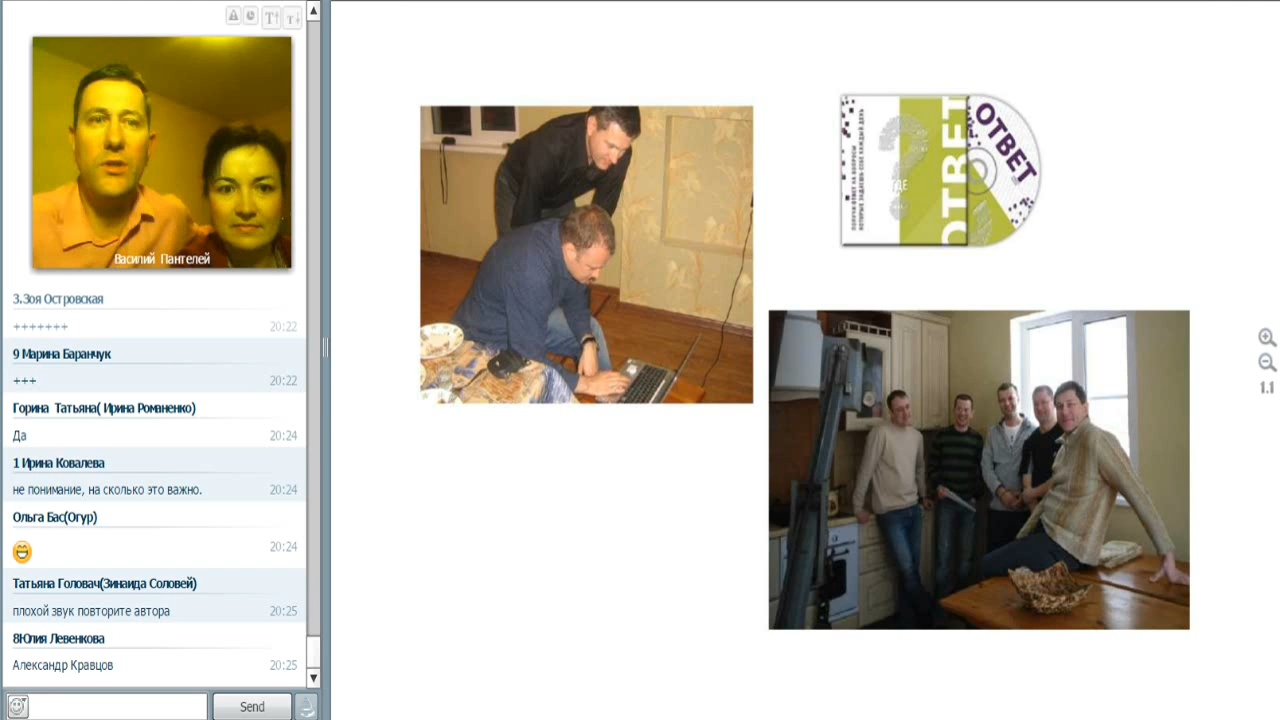 Василий Пантелей
3.Зоя Островская
+++++++ 20:22
9 Марина Баранчук
+++ 20:22
Горина Татьяна( Ирина Романенко)
Да 20:24
1 Ирина Ковалева
не понимание, на сколько это важно. 20:24
Ольга Бас(Огур)
20:24
Татьяна Головач(Зинаида Соловей)
плохой звук повторите автора 20:25
8Юлия Левенкова
Александр Кравцов 20:25
Send
ГДЕ
ОТВЕТ
ОТВЕТ
1:1